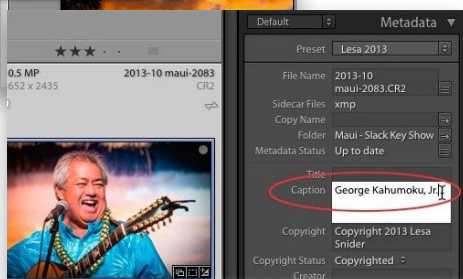 Default
Metadata
Preset Lesa 2013
0.5 MP 2013-10 maui-2083
652 x 2435 CR2
File Name 2013-10
maui-2083.CR2
Sidecar Files xmp
Copy Name
Folder Maui - Slack Key Show
Metadata Status Up to date
Title
Caption George Kahumoku, Jr.
Copyright Copyright 2013 Lesa
Snider
Copyright Status Copyrighted
Creator